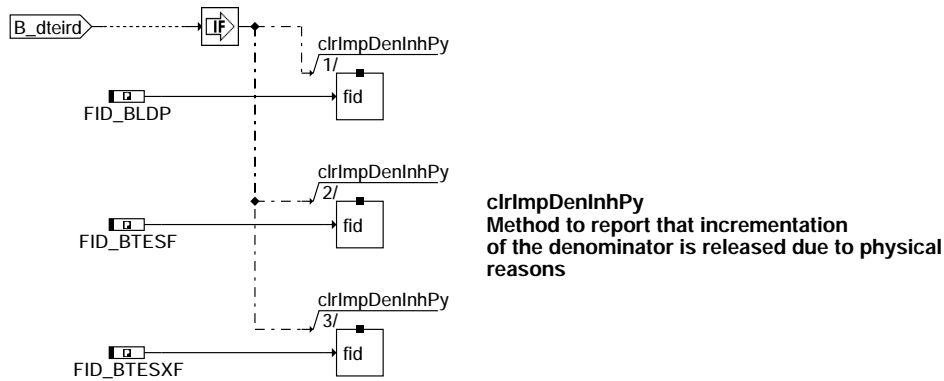 B_dteird
IF
clrImpDenInhPy
1/
fid
FID_BLDP
clrImpDenInhPy
2/
fid
FID_BTESF
clrImpDenInhPy
Method to report that incrementation
of the denominator is released due to physical
reasons
clrImpDenInhPy
3/
fid
FID_BTESXF